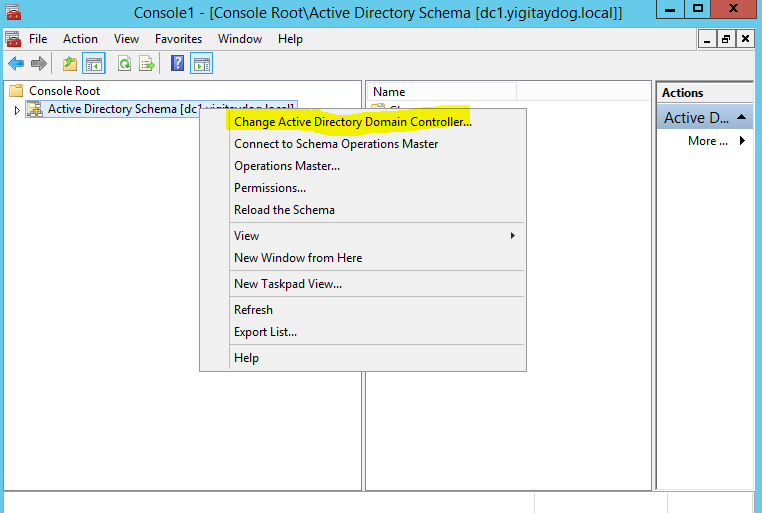 Console1 - [Console Root\Active Directory Schema [dc1.yigitaydog.local]]
File Action View Favorites Window Help
Console Root
Active Directory Schema [dc1.yigitaydog.local]
Name
Actions
Active D...
More ...
Change Active Directory Domain Controller...
Connect to Schema Operations Master
Operations Master...
Permissions...
Reload the Schema
View
New Window from Here
New Taskpad View...
Refresh
Export List...
Help